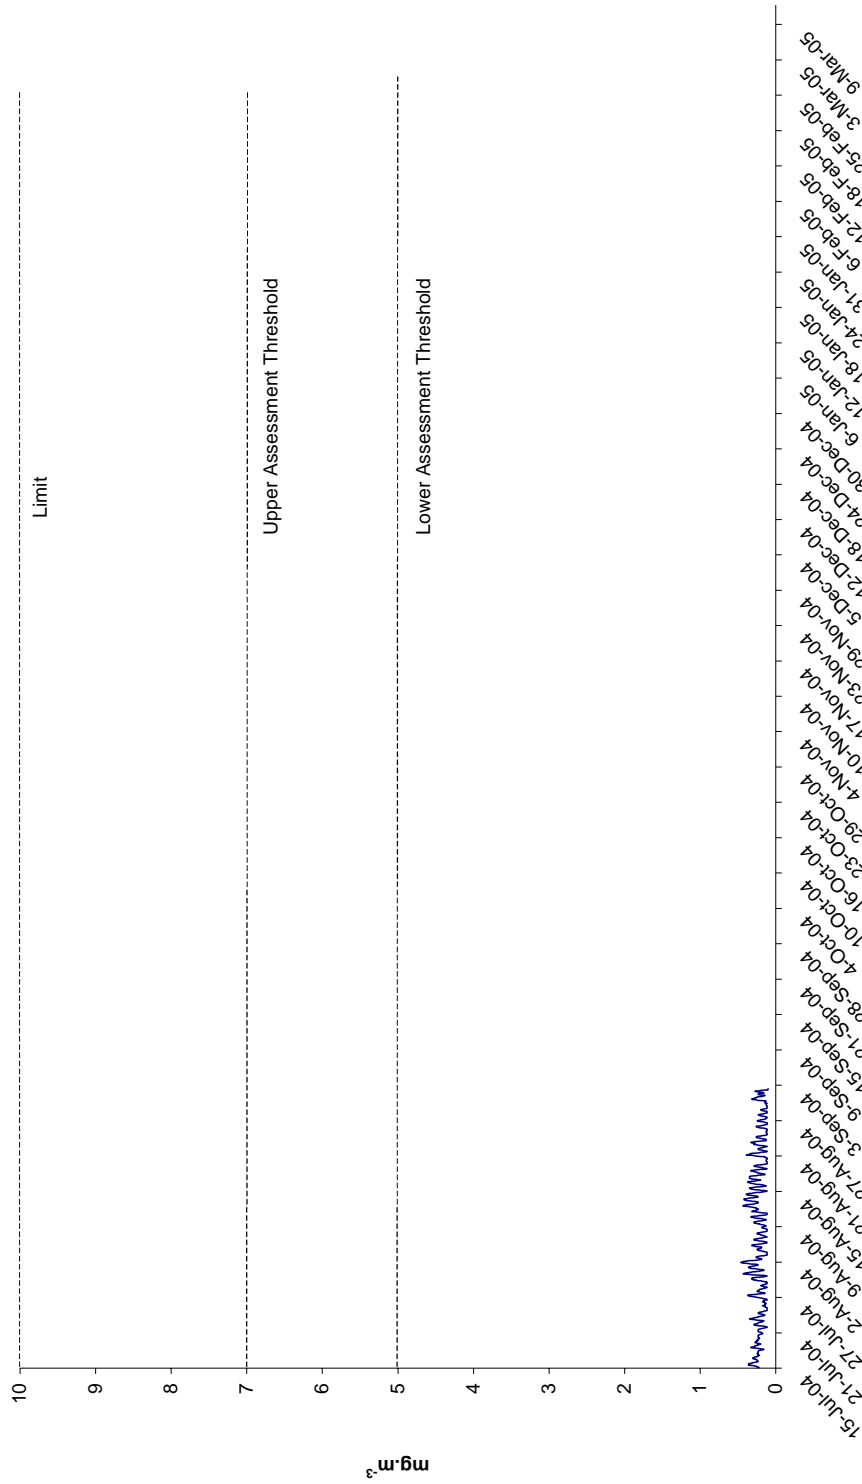 mg.m-3
10
9
8
7
6
5
4
3
2
1
0
Limit
Upper Assessment Threshold
Lower Assessment Threshold
15-Jul-04
21-Jul-04
27-Jul-04
2-Aug-04
9-Aug-04
15-Aug-04
21-Aug-04
27-Aug-04
3-Sep-04
9-Sep-04
15-Sep-04
21-Sep-04
28-Sep-04
4-Oct-04
10-Oct-04
16-Oct-04
23-Oct-04
29-Oct-04
4-Nov-04
10-Nov-04
17-Nov-04
23-Nov-04
29-Nov-04
5-Dec-04
12-Dec-04
18-Dec-04
24-Dec-04
30-Dec-04
6-Jan-05
12-Jan-05
18-Jan-05
24-Jan-05
31-Jan-05
6-Feb-05
12-Feb-05
18-Feb-05
25-Feb-05
3-Mar-05
9-Mar-05